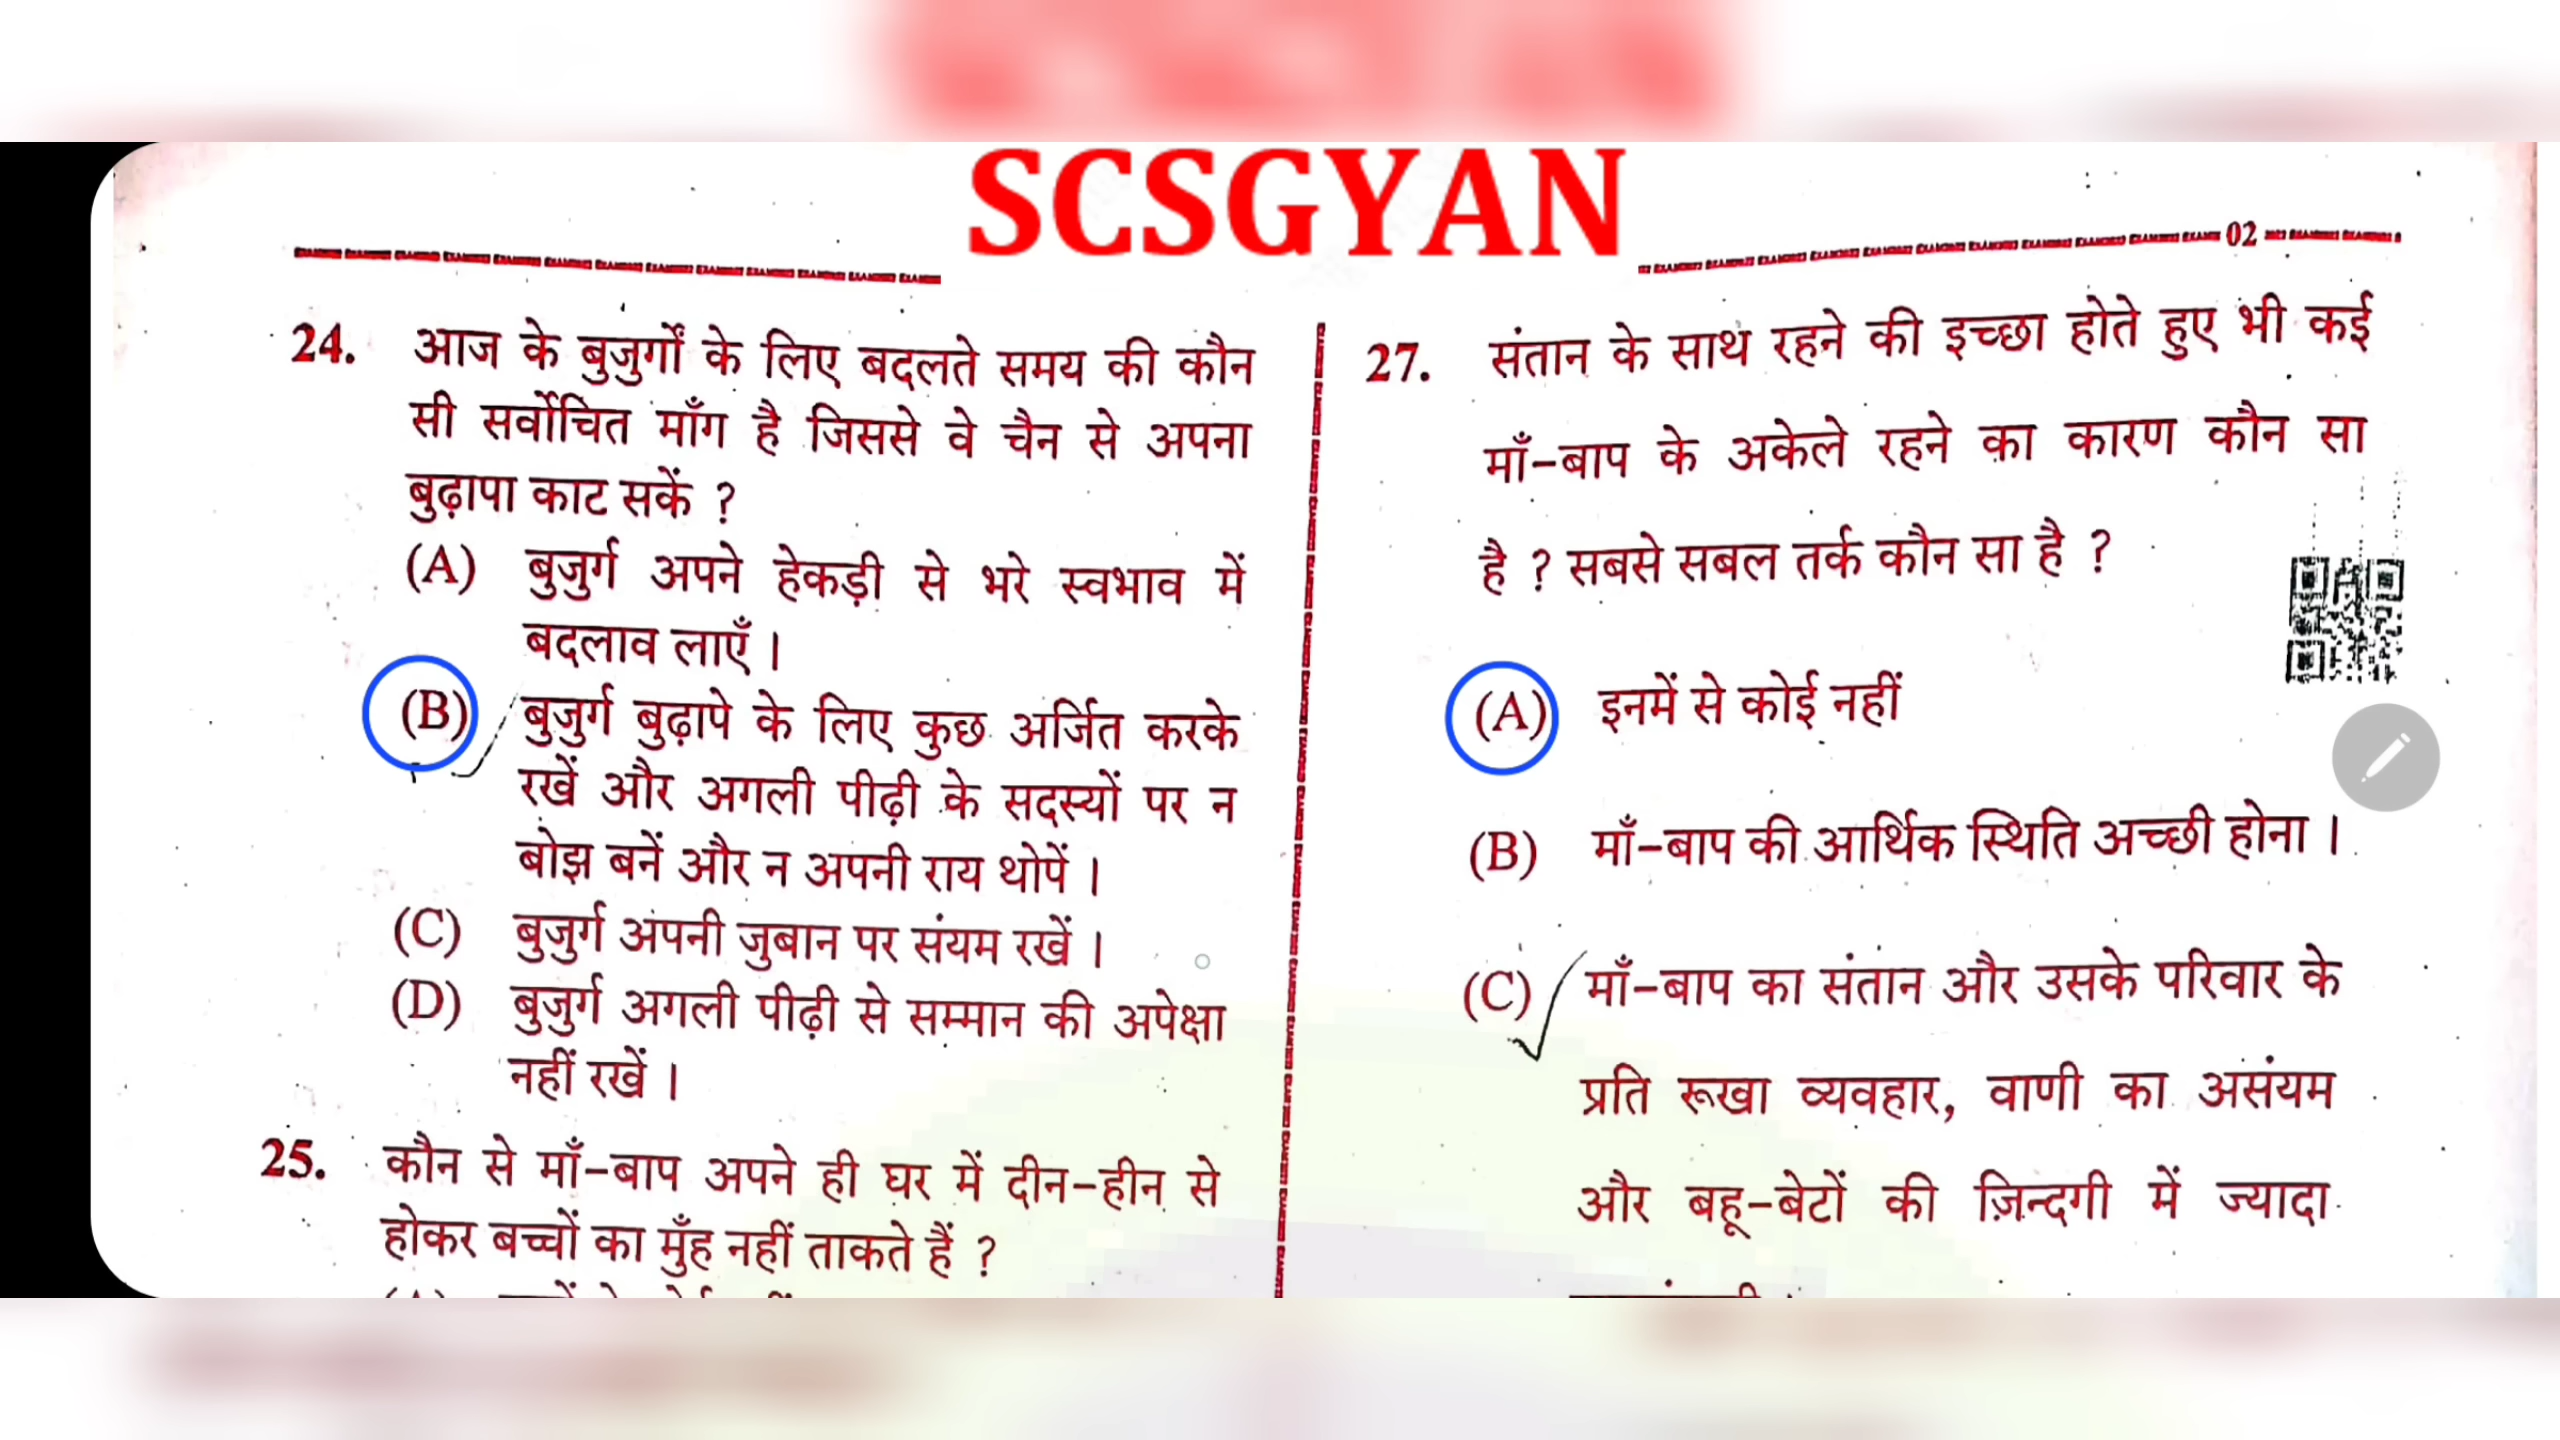 SCSGYAN
02
24. आज के बुजुर्गों के लिए बदलते समय की कौन
सी सर्वोचित माँग है जिससे वे चैन से अपना
बुढ़ापा काट सकें ?
(A) बुजुर्ग अपने हेकड़ी से भरे स्वभाव में
बदलाव लाएँ ।
(B) बुजुर्ग बुढ़ापे के लिए कुछ अर्जित करके
रखें और अगली पीढ़ी के सदस्यों पर न
बोझ बनें और न अपनी राय थोपें ।
(C) बुजुर्ग अपनी जुबान पर संयम रखें ।
(D) बुजुर्ग अगली पीढ़ी से सम्मान की अपेक्षा
नहीं रखें ।
25. कौन से माँ-बाप अपने ही घर में दीन-हीन से
होकर बच्चों का मुँह नहीं ताकते हैं ?
27. संतान के साथ रहने की इच्छा होते हुए भी कई
माँ-बाप के अकेले रहने का कारण कौन सा
है ? सबसे सबल तर्क कौन सा है ?
(A) इनमें से कोई नहीं
(B) माँ-बाप की आर्थिक स्थिति अच्छी होना ।
(C) माँ-बाप का संतान और उसके परिवार के
प्रति रूखा व्यवहार, वाणी का असंयम
और बहू-बेटों की ज़िन्दगी में ज्यादा